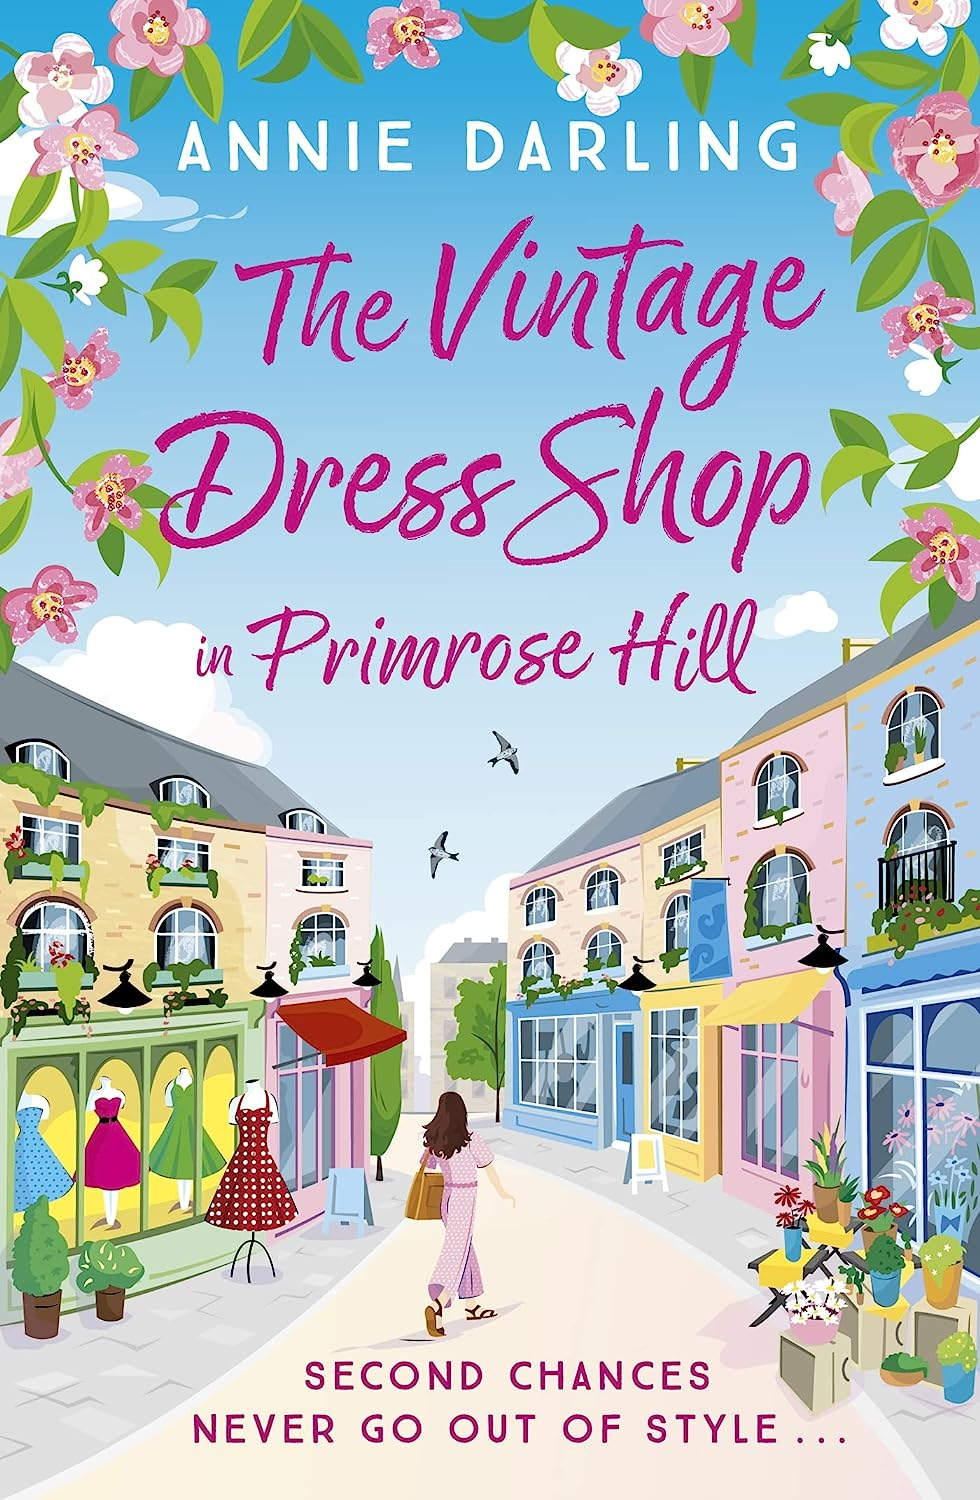 ANNIE DARLING
The Vintage
Dress Shop
in Primrose Hill
SECOND CHANCES
NEVER GO OUT OF STYLE...